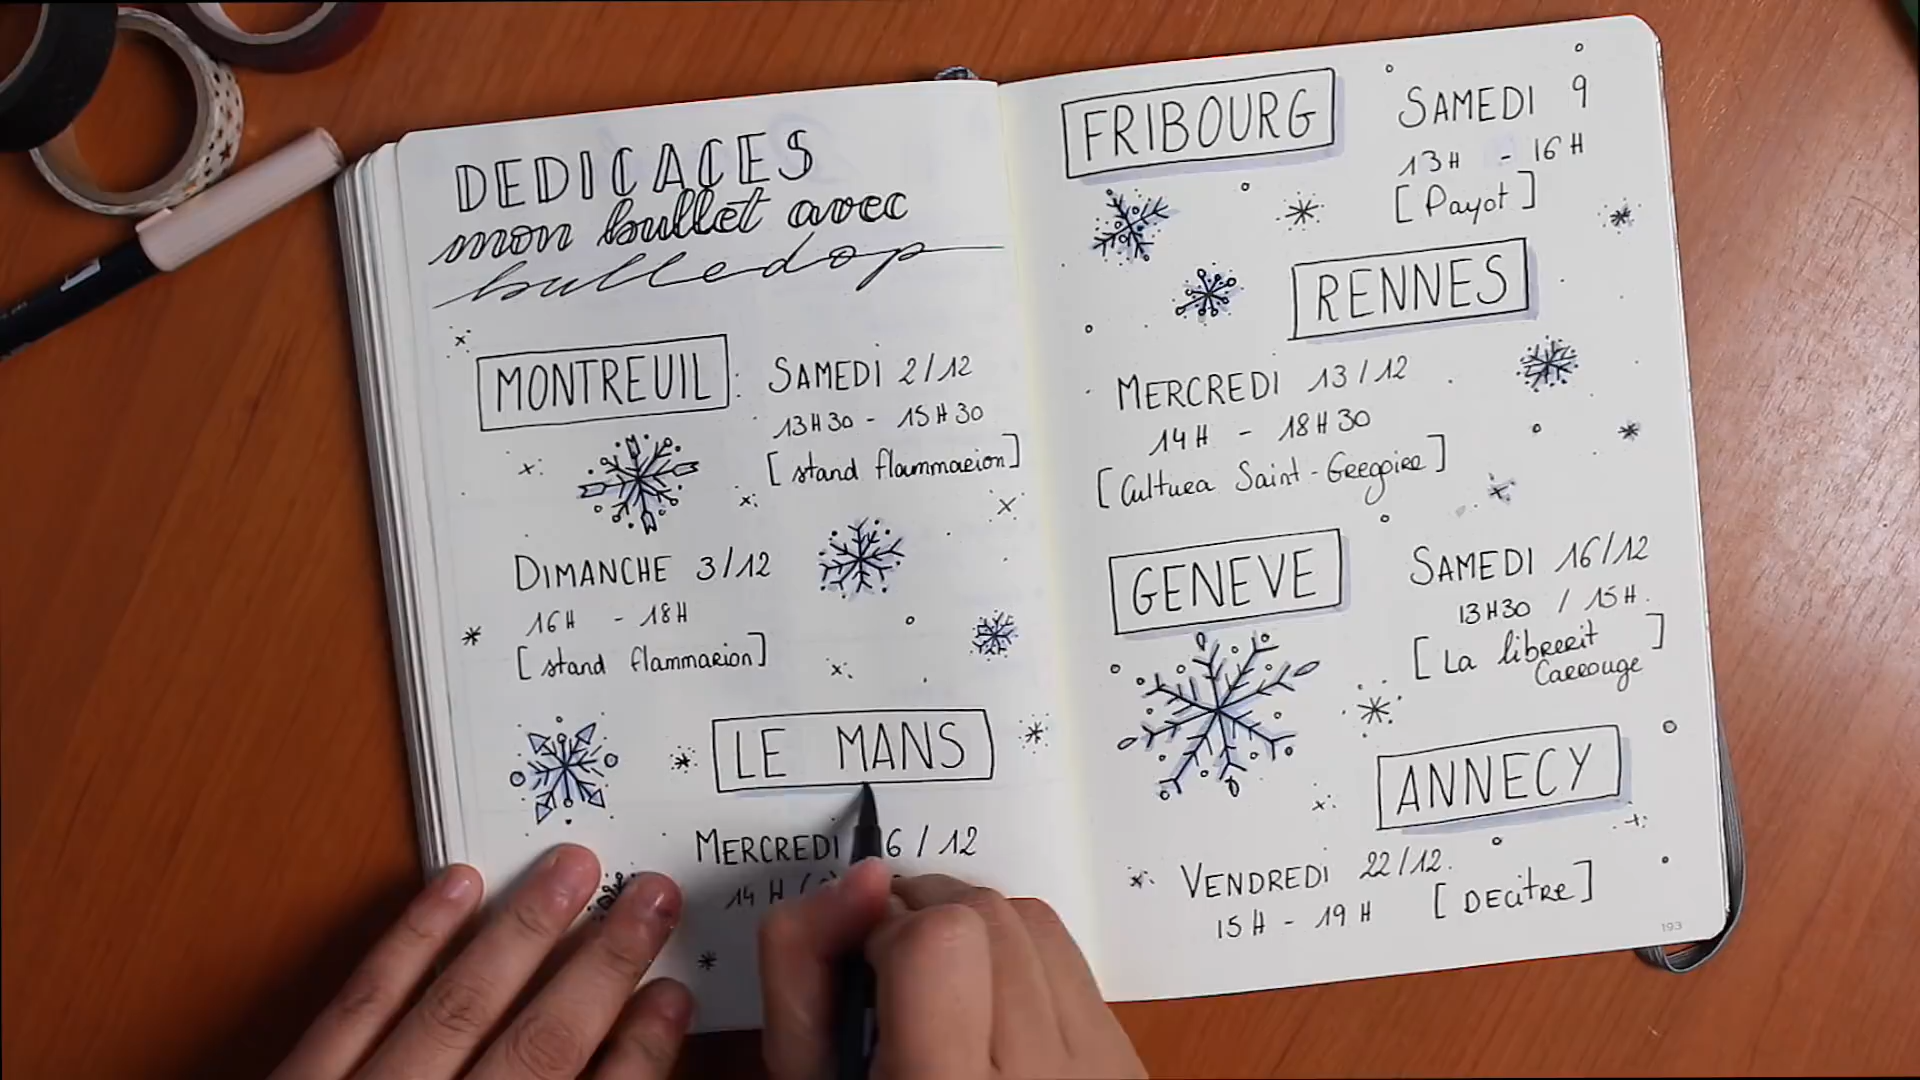 DEDICACES
mon bullet avec
bulledop
MONTREUIL : SAMEDI 2/12
13H30 - 15H30
[stand flammarion]
DIMANCHE 3/12
16H - 18H
[stand flammarion]
LE MANS
MERCREDI 6/12
14H
FRIBOURG
SAMEDI 9
13H - 16H
[Payot]
RENNES
MERCREDI 13/12
14H - 18H30
[Cultura Saint-Gregoire]
GENEVE
SAMEDI 16/12
13H30 / 15H.
[La librerit
Carrouge]
ANNECY
VENDREDI 22/12.
15H - 19H [DECitRE]
193